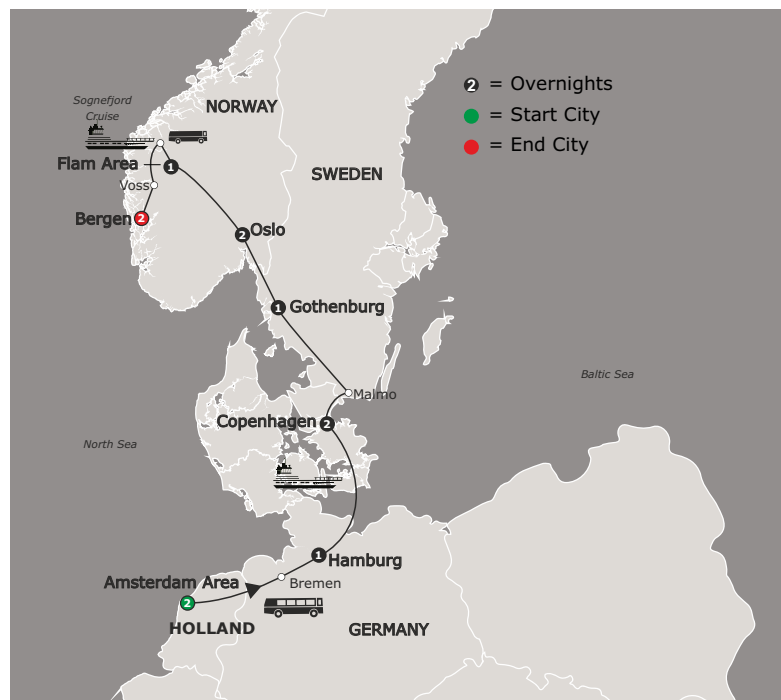 Sognefjord
Cruise
NORWAY
2 = Overnights
= Start City
= End City
Flam Area
1
SWEDEN
Voss
Bergen 2
2 Oslo
1 Gothenburg
Baltic Sea
Malmo
Copenhagen 2
North Sea
1 Hamburg
Amsterdam Area
Bremen
2
HOLLAND
GERMANY